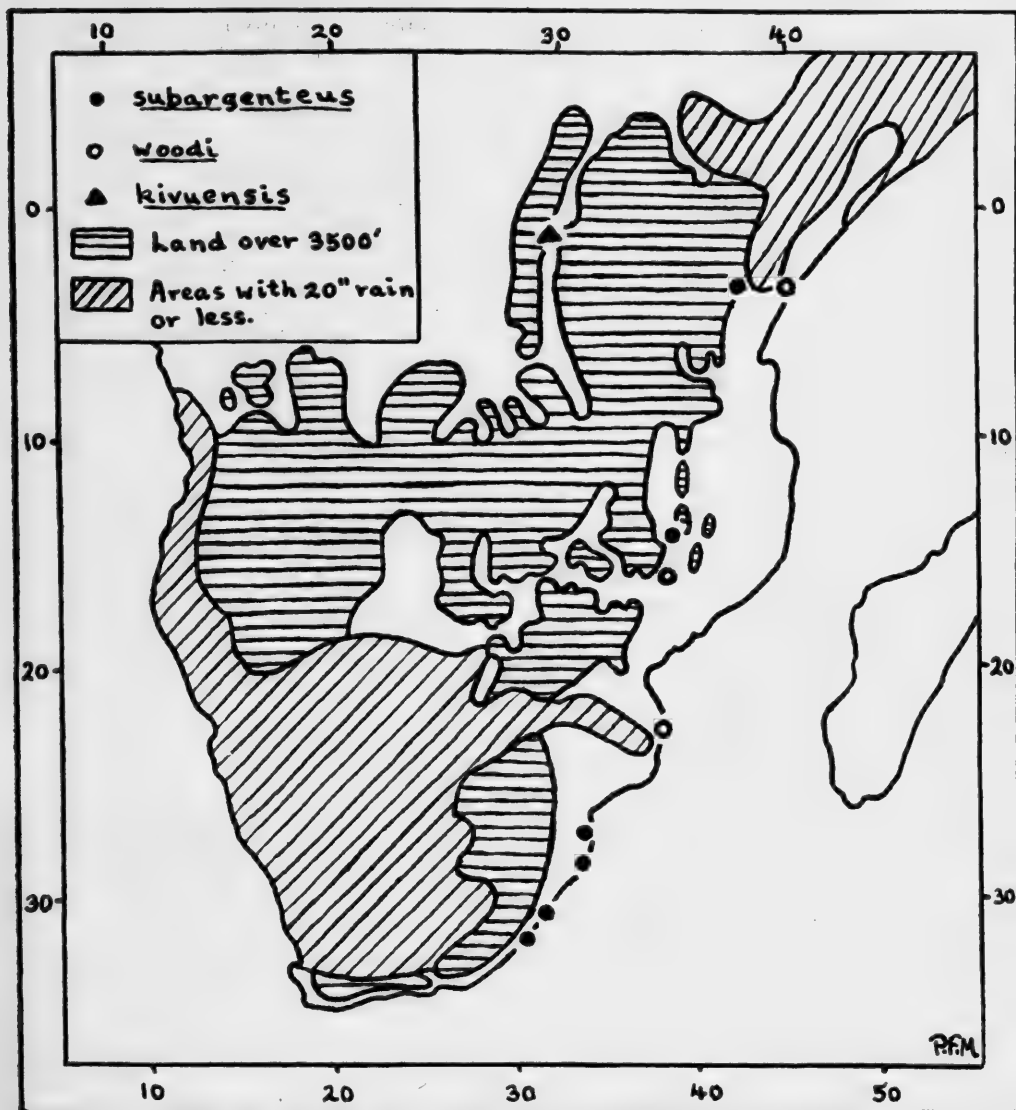 10 20 30 40
subargenteus
woodi
kivuensis
Land over 3500'
Areas with 20" rain
or less.
0 0
10 10
20 20
30 30
P.F.M.
10 20 30 40 50